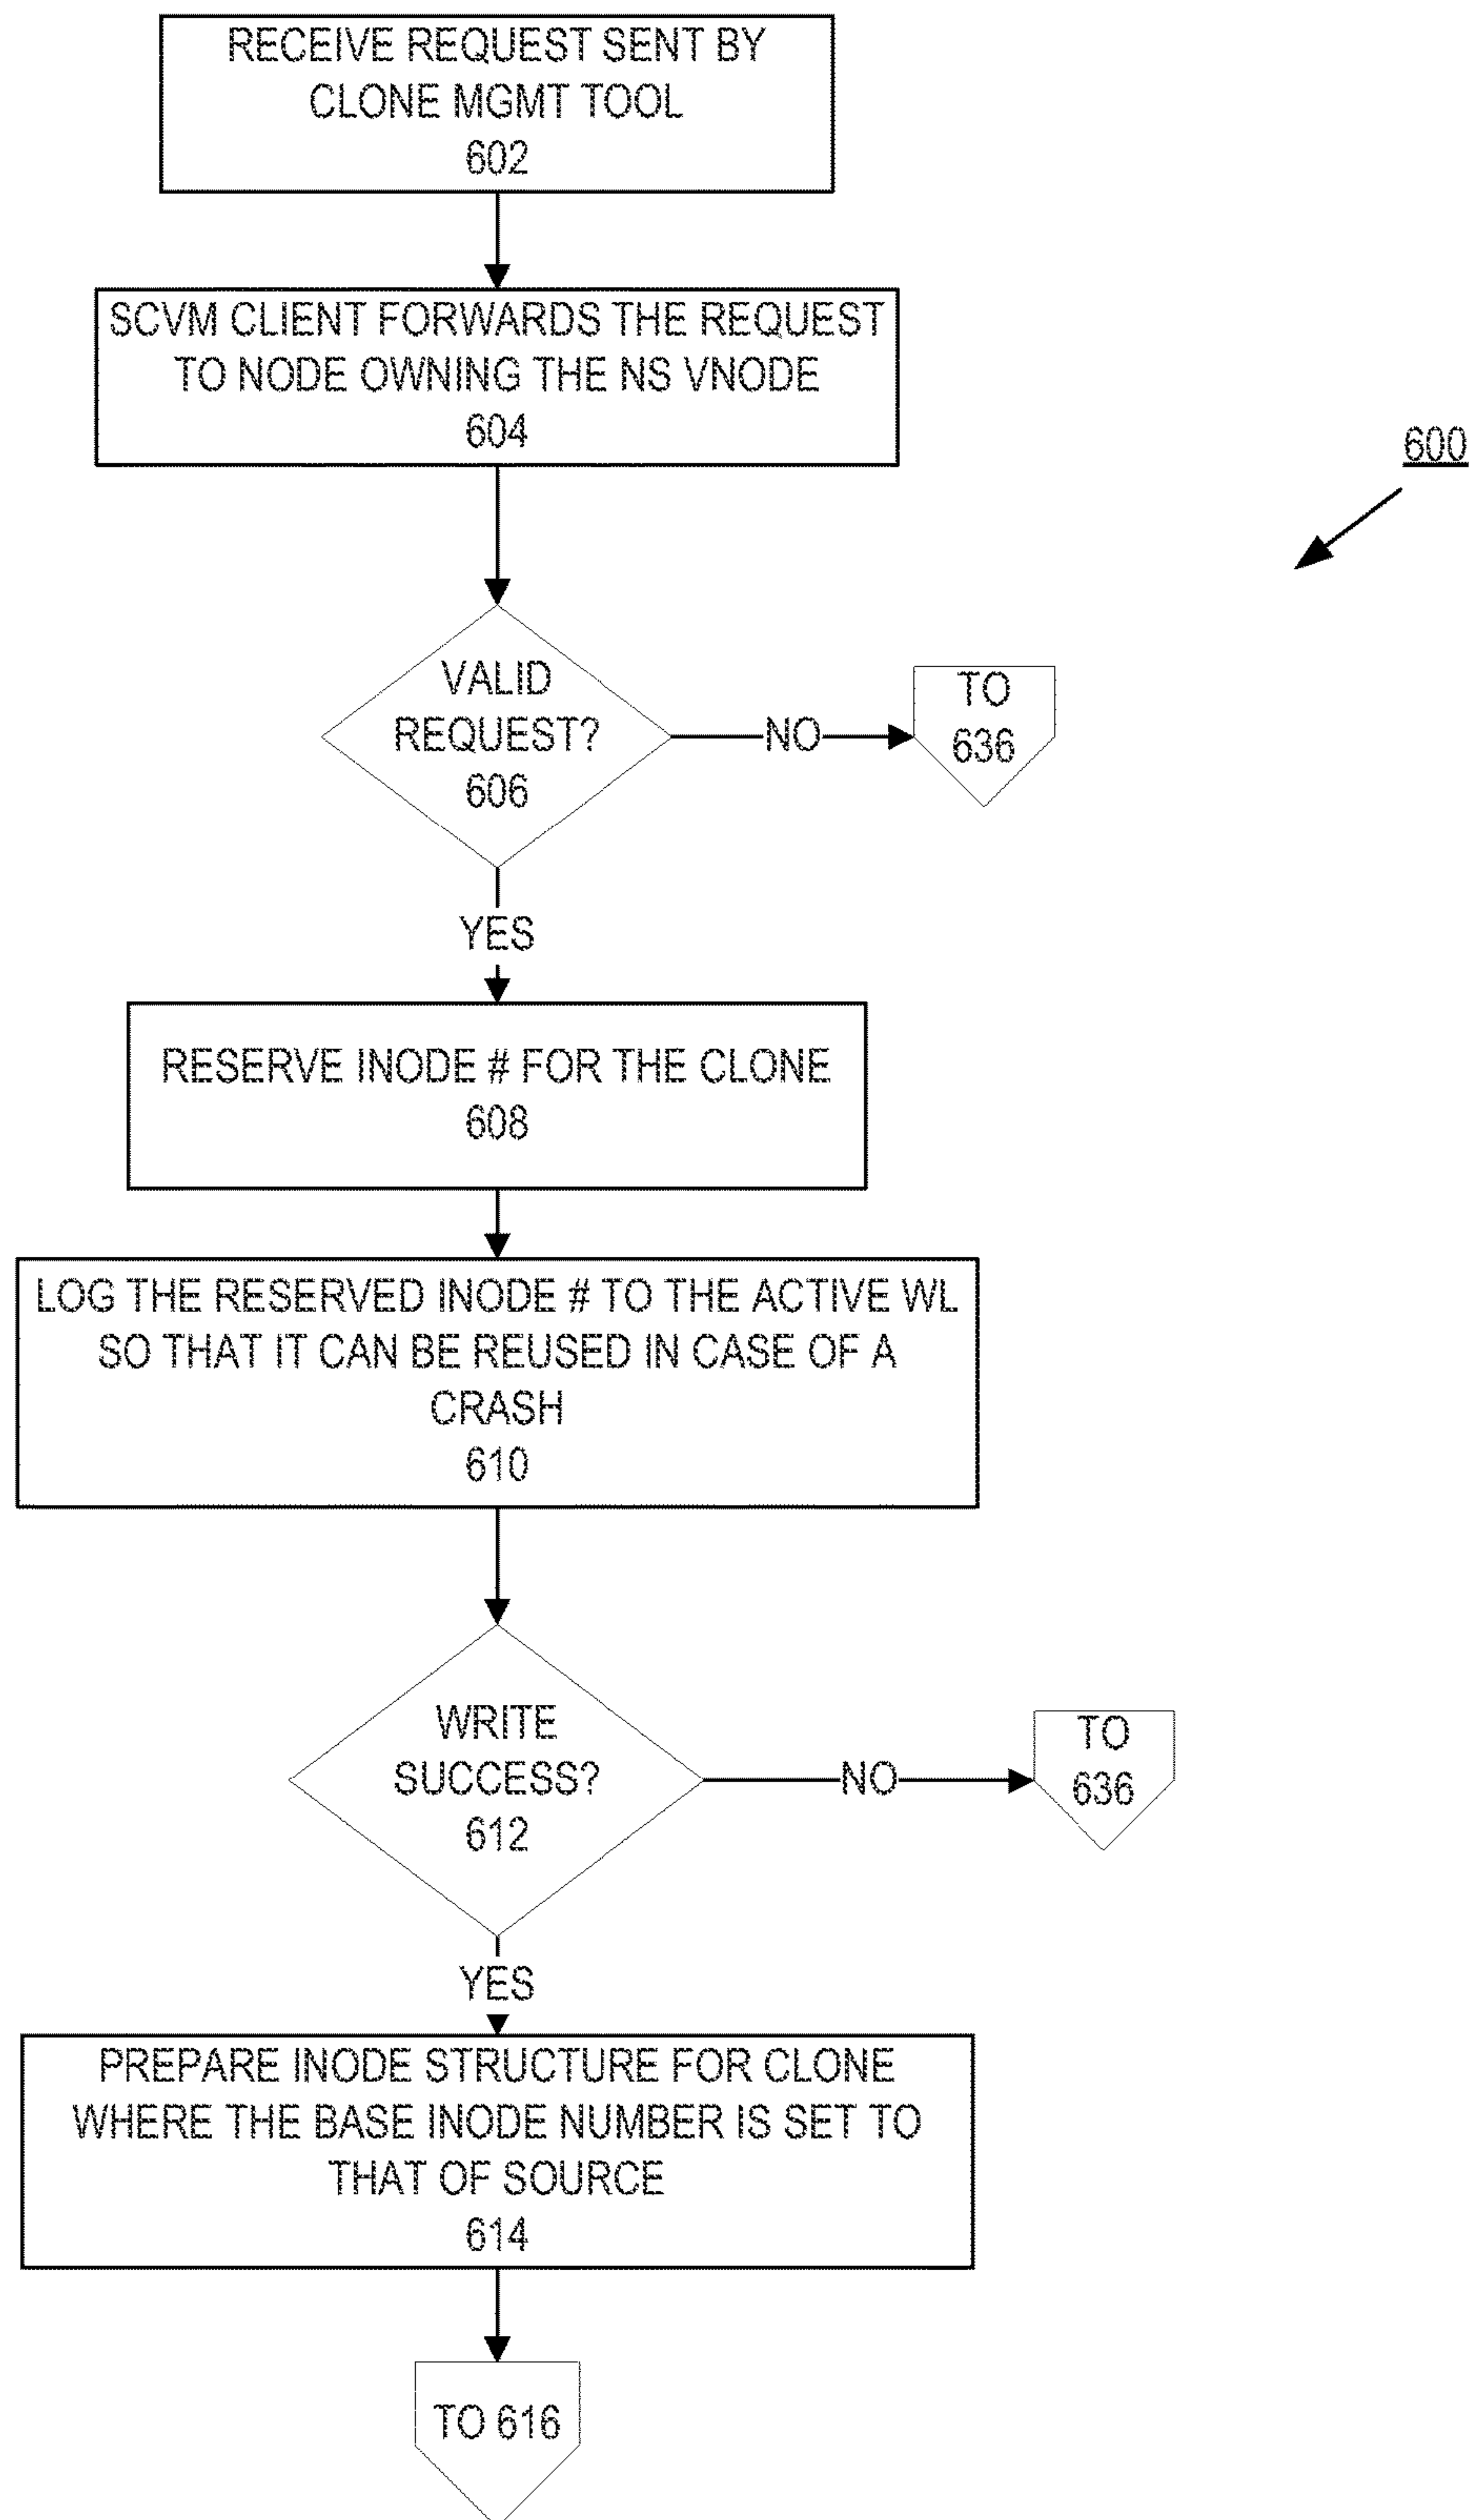 RECEIVE REQUEST SENT BY
CLONE MGMT TOOL
602
SCVM CLIENT FORWARDS THE REQUEST
TO NODE OWNING THE NS VNODE
604
600
VALID
REQUEST?
606
NO
TO
636
YES
RESERVE INODE # FOR THE CLONE
608
LOG THE RESERVED INODE # TO THE ACTIVE WL
SO THAT IT CAN BE REUSED IN CASE OF A
CRASH
610
WRITE
SUCCESS?
612
NO
TO
636
YES
PREPARE INODE STRUCTURE FOR CLONE
WHERE THE BASE INODE NUMBER IS SET TO
THAT OF SOURCE
614
TO 616